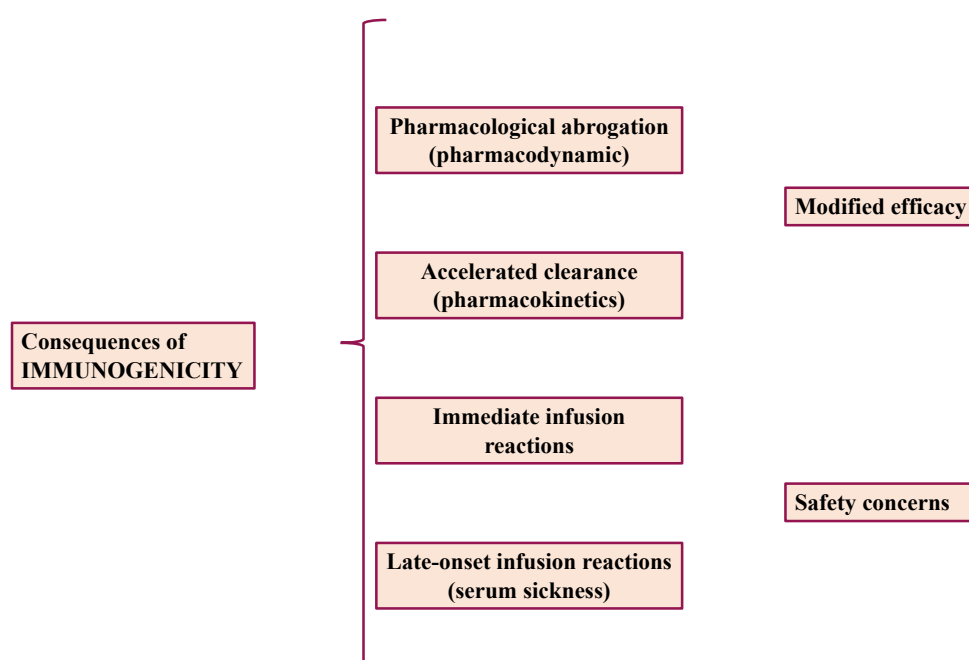 Consequences of
IMMUNOGENICITY
Pharmacological abrogation
(pharmacodynamic)
Accelerated clearance
(pharmacokinetics)
Immediate infusion
reactions
Late-onset infusion reactions
(serum sickness)
Modified efficacy
Safety concerns